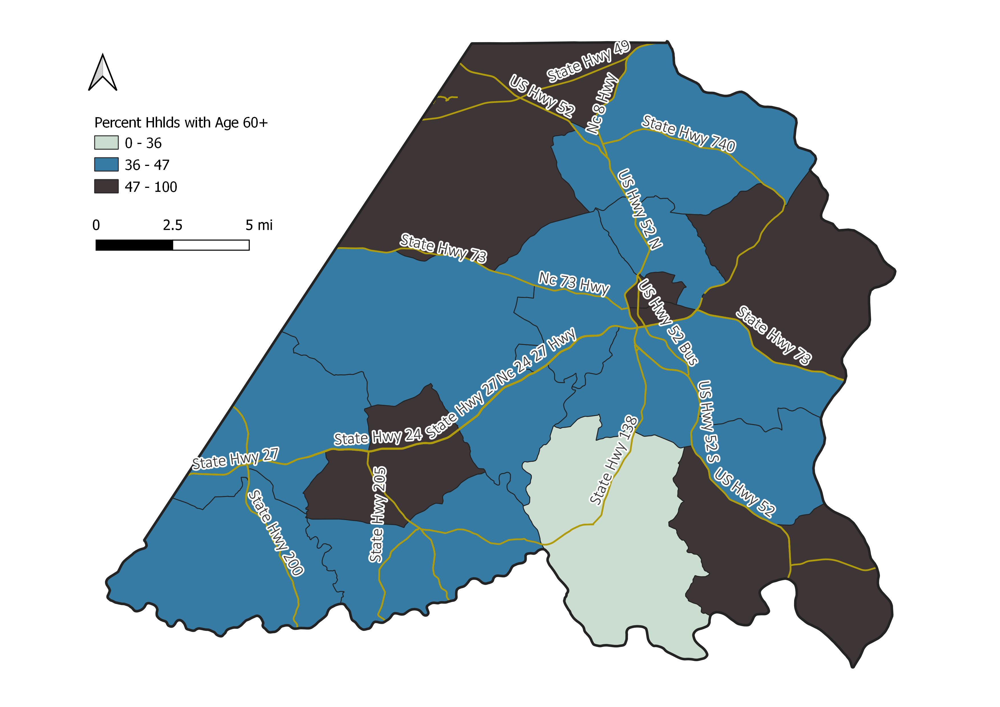 State Hwy 49
Us Hwy 52
Nc 8 Hwy
Percent Hhlds with Age 60+
0 - 36
36 - 47
47 - 100
State Hwy 740
US Hwy 52 N
0 2.5 5 mi
State Hwy 73
Nc 73 Hwy
US Hwy 52 Bus
State Hwy 73
Nc 24 27 Hwy
State Hwy 27
State Hwy 24
US Hwy 52 S
State Hwy 138
State Hwy 27
State Hwy 205
US Hwy 52
State Hwy 200